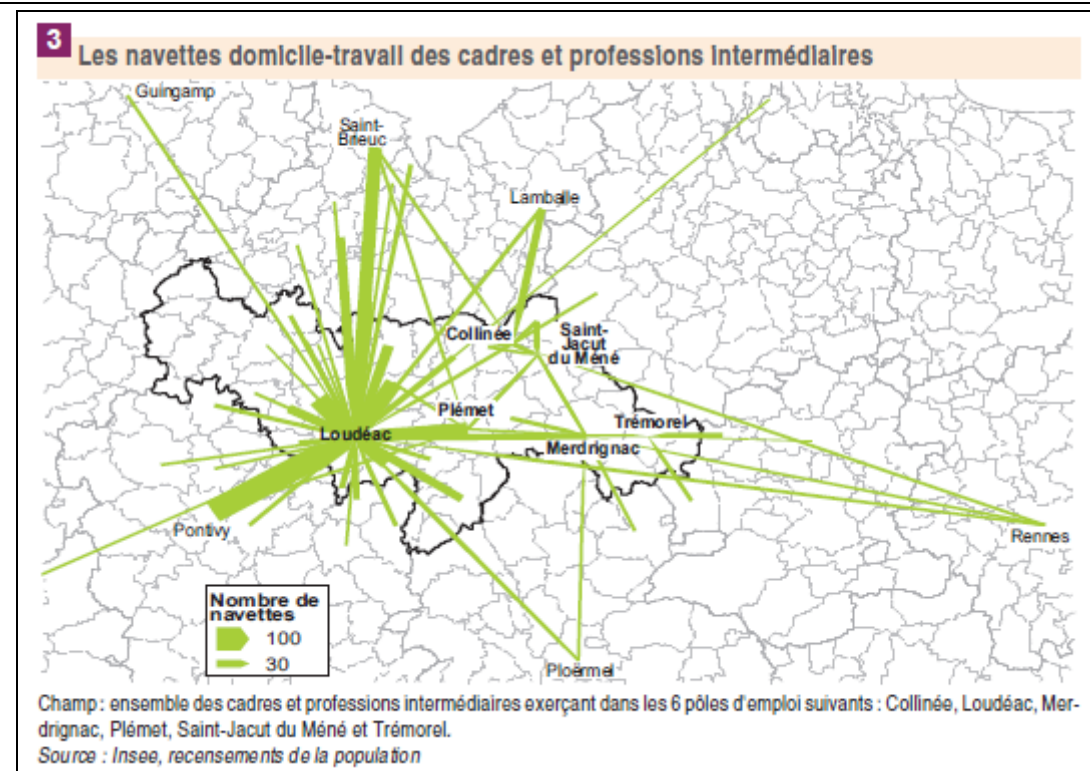 3
Les navettes domicile-travail des cadres et professions intermédiaires
Guingamp
Saint-
Brieuc
Lamballe
Collinée
Saint-
Jacut
du Méné
Plémet
Trémorel
Loudéac
Merdrignac
Pontivy
Rennes
Nombre de
navettes
100
30
Ploërmel
Champ : ensemble des cadres et professions intermédiaires exerçant dans les 6 pôles d'emploi suivants : Collinée, Loudéac, Mer-
drignac, Plémet, Saint-Jacut du Méné et Trémorel.
Source : Insee, recensements de la population